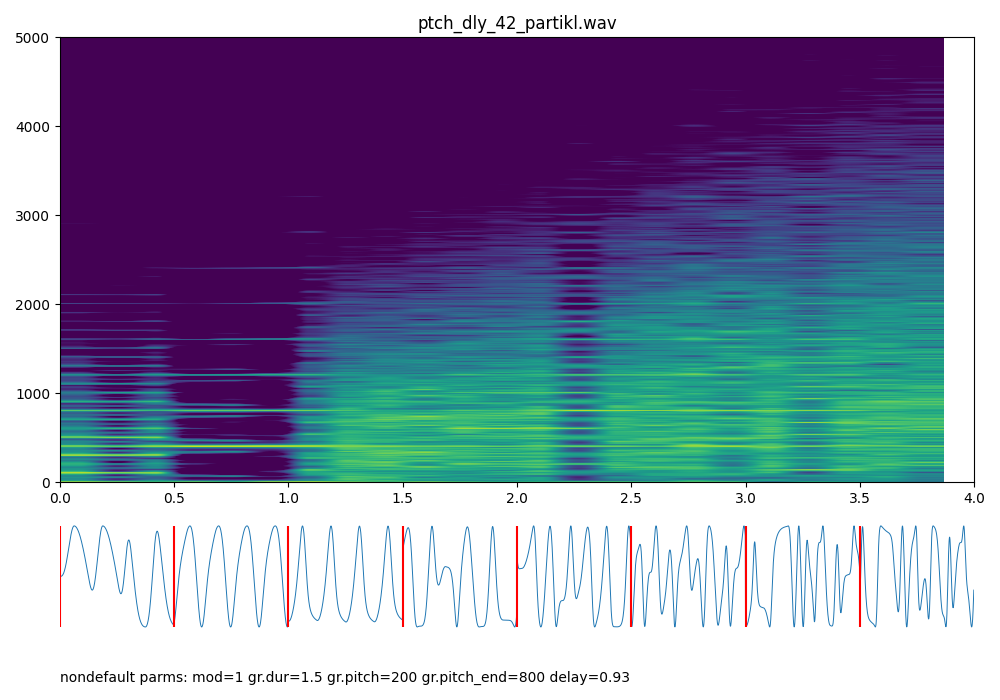 ptch_dly_42_partikl.wav
5000
4000
3000
2000
1000
0
0.0 0.5 1.0 1.5 2.0 2.5 3.0 3.5 4.0
nondefault parms: mod=1 gr.dur=1.5 gr.pitch=200 gr.pitch_end=800 delay=0.93